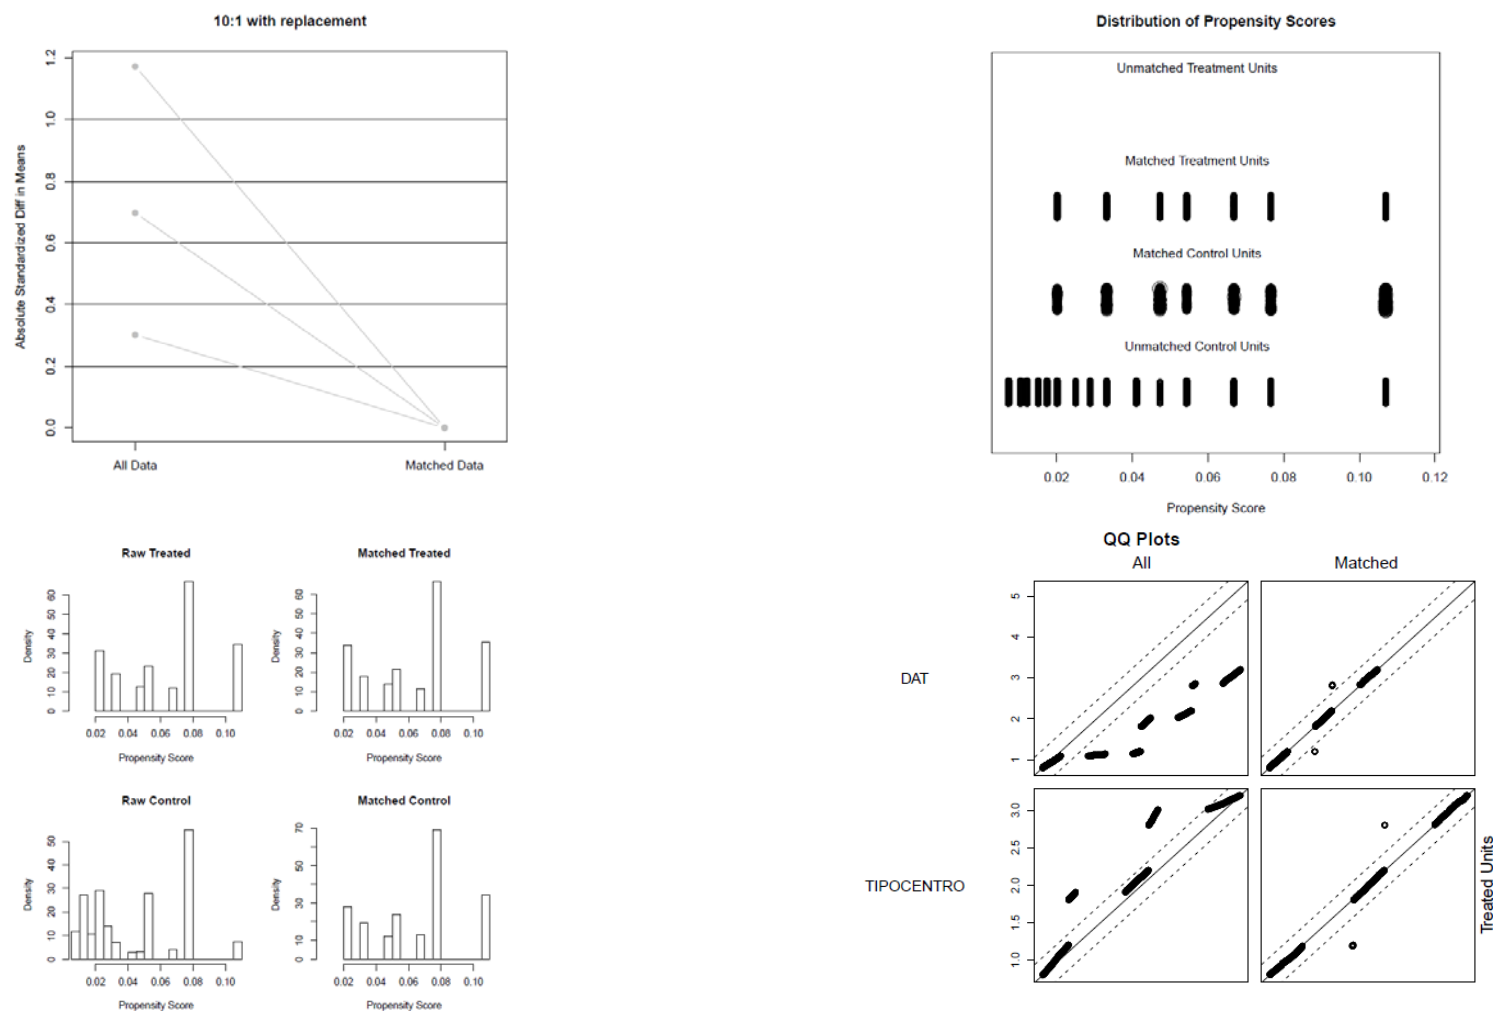 10:1 with replacement
Absolute Standardized Diff in Means
1.2
1.0
0.8
0.6
0.4
0.2
0.0
All Data
Matched Data
Distribution of Propensity Scores
Unmatched Treatment Units
Matched Treatment Units
Matched Control Units
Unmatched Control Units
0.02 0.04 0.06 0.08 0.10 0.12
Propensity Score
Raw Treated
Density
60
50
40
30
20
10
0
0.02 0.04 0.06 0.08 0.10
Propensity Score
Matched Treated
Density
60
50
40
30
20
10
0
0.02 0.04 0.06 0.08 0.10
Propensity Score
Raw Control
Density
50
40
30
20
10
0
0.02 0.04 0.06 0.08 0.10
Propensity Score
Matched Control
Density
70
50
30
10
0
0.02 0.04 0.06 0.08 0.10
Propensity Score
QQ Plots
All
Matched
DAT
5
4
3
2
1
TIPOCENTRO
3.0
2.5
2.0
1.5
1.0
Treated Units